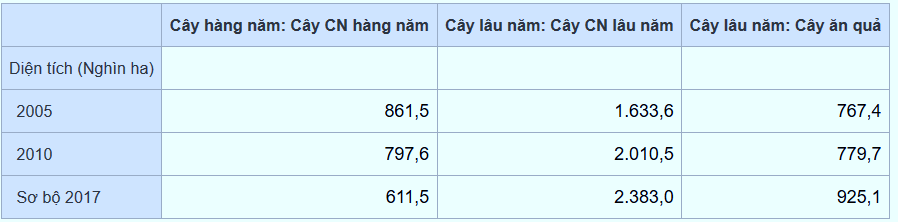 Cây hàng năm: Cây CN hàng năm Cây lâu năm: Cây CN lâu năm Cây lâu năm: Cây ăn quả
Diện tích (Nghìn ha)
2005 861,5 1.633,6 767,4
2010 797,6 2.010,5 779,7
Sơ bộ 2017 611,5 2.383,0 925,1